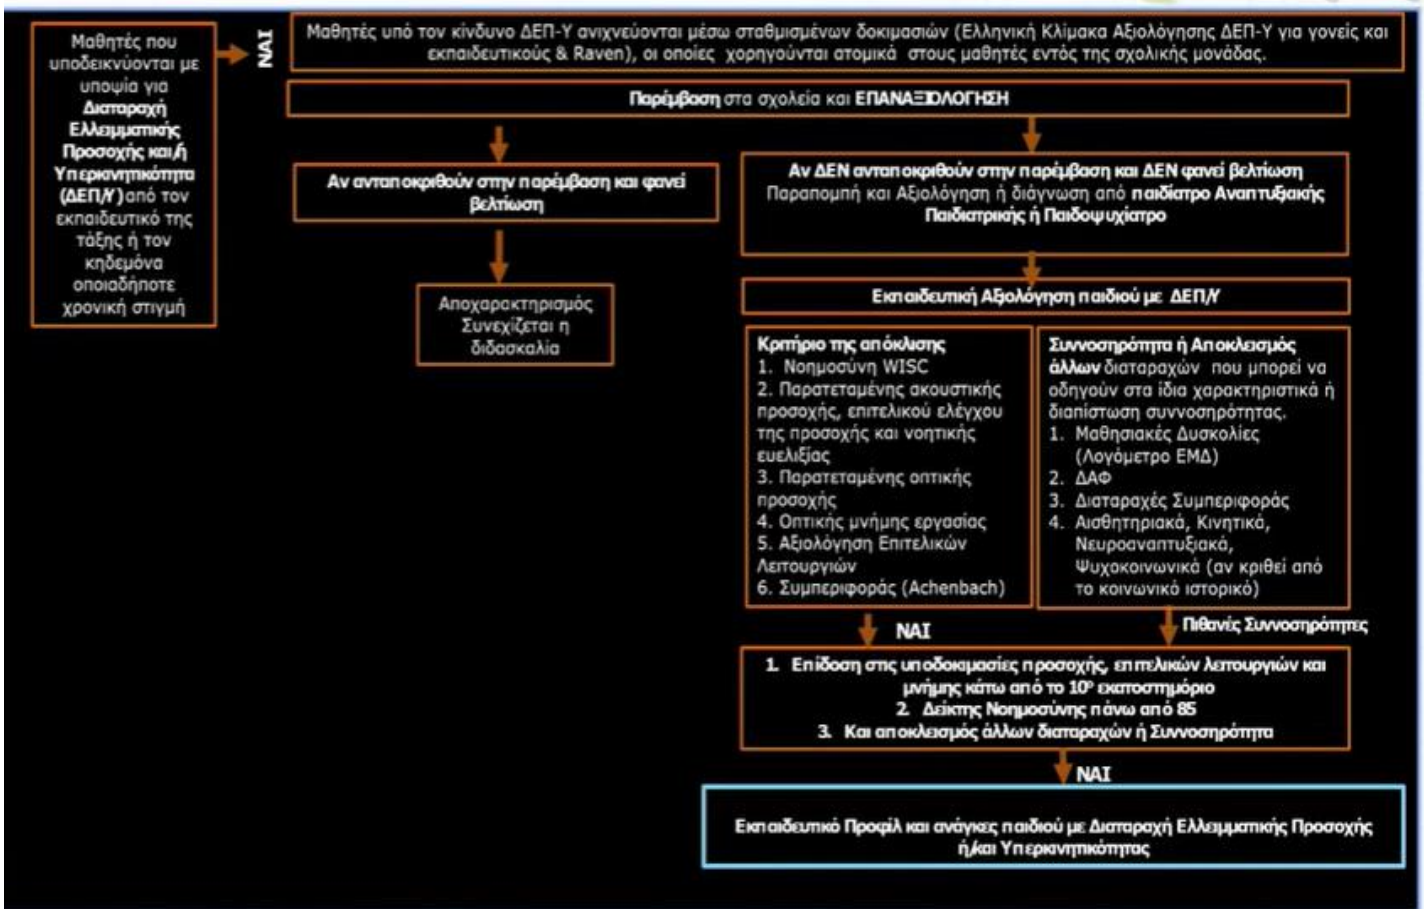 Μαθητές που
υποδεικνύονται με
υποψία για
Διαταραχή
Ελλειμματικής
Προσοχής και/ή
Υπερκινητικότητα
(ΔΕΠ/Υ) από τον
εκπαιδευτικό της
τάξης ή τον
κηδεμόνα
οποιαδήποτε
χρονική στιγμή
ΝΑΙ
Μαθητές υπό τον κίνδυνο ΔΕΠ-Υ ανιχνεύονται μέσω σταθμισμένων δοκιμασιών (Ελληνική Κλίμακα Αξιολόγησης ΔΕΠ-Υ για γονείς και
εκπαιδευτικούς & Raven), οι οποίες χορηγούνται ατομικά στους μαθητές εντός της σχολικής μονάδας.
Παρέμβαση στα σχολεία και ΕΠΑΝΑΞΙΟΛΟΓΗΣΗ
Αν ανταποκριθούν στην παρέμβαση και φανεί
βελτίωση
Αποχαρακτηρισμός
Συνεχίζεται η
διδασκαλία
Αν ΔΕΝ ανταποκριθούν στην παρέμβαση και ΔΕΝ φανεί βελτίωση
Παραπομπή και Αξιολόγηση ή διάγνωση από παιδίατρο Αναπτυξιακής
Παιδιατρικής ή Παιδοψυχίατρο
Εκπαιδευτική Αξιολόγηση παιδιού με ΔΕΠ/Υ
Κριτήριο της απόκλισης
1. Νοημοσύνη WISC
2. Παρατεταμένης ακουστικής
προσοχής, επιτελικού ελέγχου
της προσοχής και νοητικής
ευελιξίας
3. Παρατεταμένης οπτικής
προσοχής
4. Οπτικής μνήμης εργασίας
5. Αξιολόγηση Επιτελικών
Λειτουργιών
6. Συμπεριφοράς (Achenbach)
Συννοσηρότητα ή Αποκλεισμός
άλλων διαταραχών που μπορεί να
οδηγούν στα ίδια χαρακτηριστικά ή
διαπίστωση συννοσηρότητας.
1. Μαθησιακές Δυσκολίες
(Λογόμετρο ΕΜΔ)
2. ΔΑΦ
3. Διαταραχές Συμπεριφοράς
4. Αισθητηριακά, Κινητικά,
Νευροαναπτυξιακά,
Ψυχοκοινωνικά (αν κριθεί από
το κοινωνικό ιστορικό)
ΝΑΙ
Πιθανές Συννοσηρότητες
1. Επίδοση στις υποδοκιμασίες προσοχής, επιτελικών λειτουργιών και
μνήμης κάτω από το 10º εκατοστημόριο
2. Δείκτης Νοημοσύνης πάνω από 85
3. Και αποκλεισμός άλλων διαταραχών ή Συννοσηρότητα
ΝΑΙ
Εκπαιδευτικό Προφίλ και ανάγκες παιδιού με Διαταραχή Ελλειμματικής Προσοχής
ή/και Υπερκινητικότητας